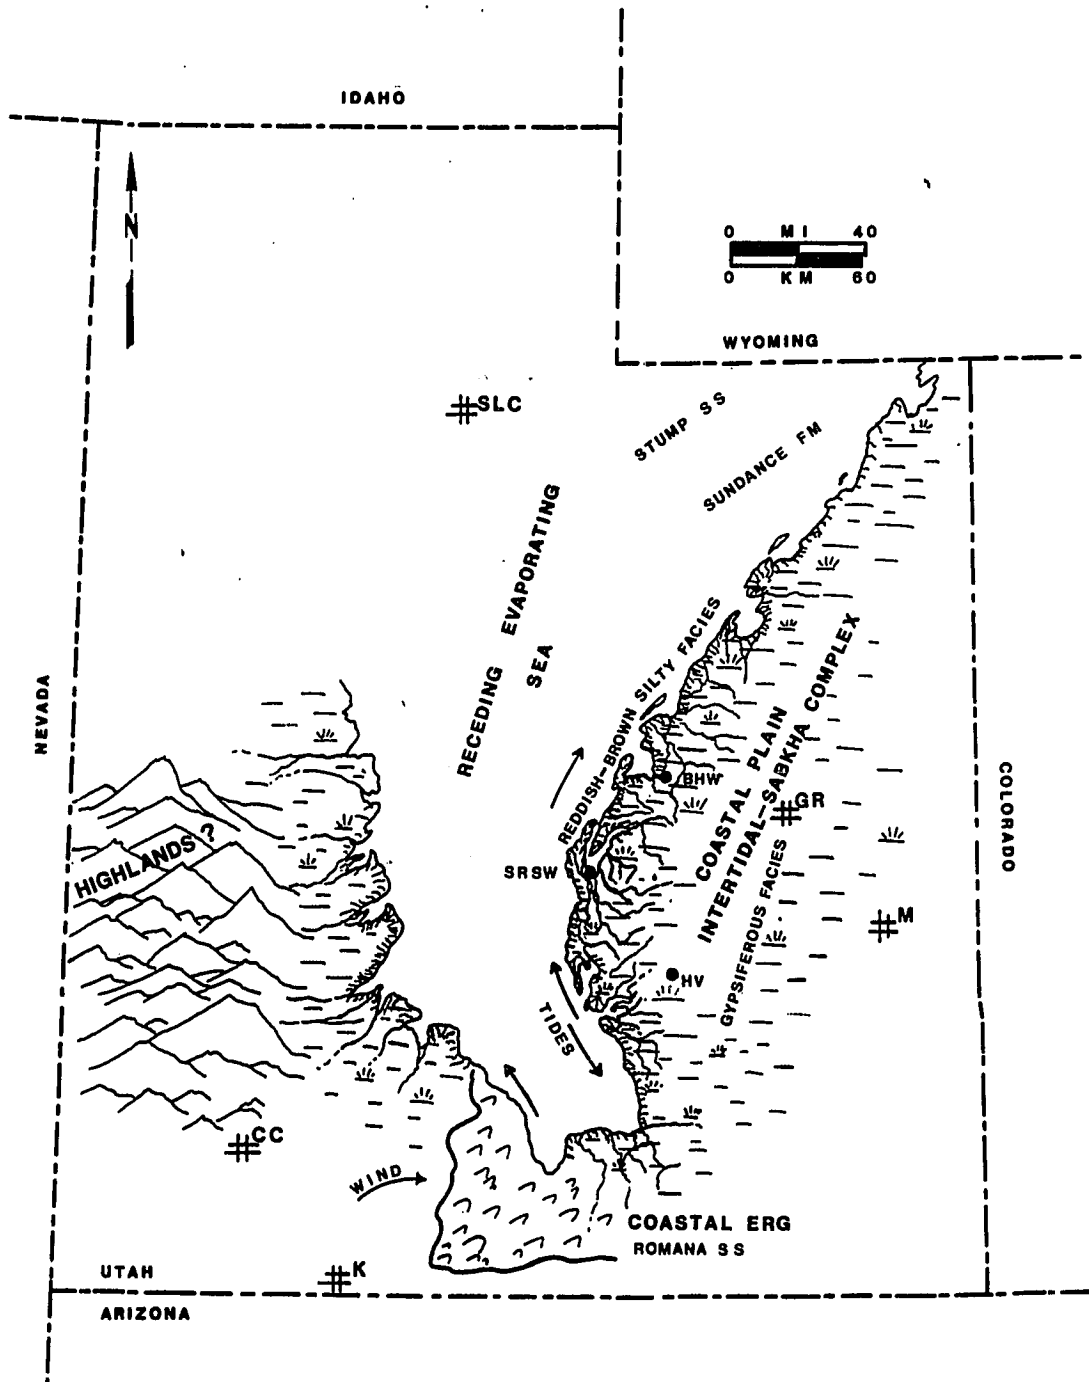 IDAHO
N
0 MI 40
0 KM 60
WYOMING
SLC
STUMP SS
SUNDANCE FM
RECEDING EVAPORATING
SEA
REDDISH-BROWN SILTY FACIES
NEVADA
COASTAL PLAIN
INTERTIDAL-SABKHA COMPLEX
GYPSIFEROUS FACIES
BHW
GR
COLORADO
HIGHLANDS ?
SRSW
M
HV
TIDES
CC
WIND
COASTAL ERG
ROMANA SS
K
UTAH
ARIZONA